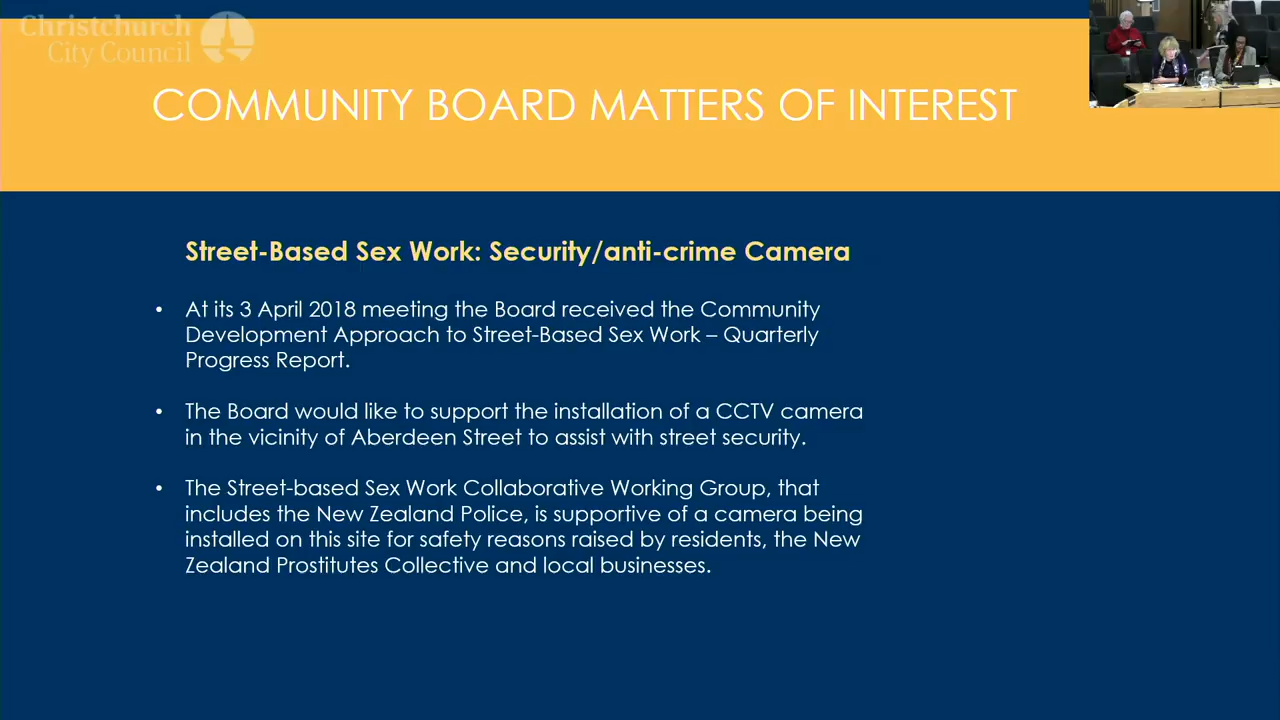 Christchurch
City Council
COMMUNITY BOARD MATTERS OF INTEREST
Street-Based Sex Work: Security/anti-crime Camera
• At its 3 April 2018 meeting the Board received the Community
Development Approach to Street-Based Sex Work – Quarterly
Progress Report.
• The Board would like to support the installation of a CCTV camera
in the vicinity of Aberdeen Street to assist with street security.
• The Street-based Sex Work Collaborative Working Group, that
includes the New Zealand Police, is supportive of a camera being
installed on this site for safety reasons raised by residents, the New
Zealand Prostitutes Collective and local businesses.